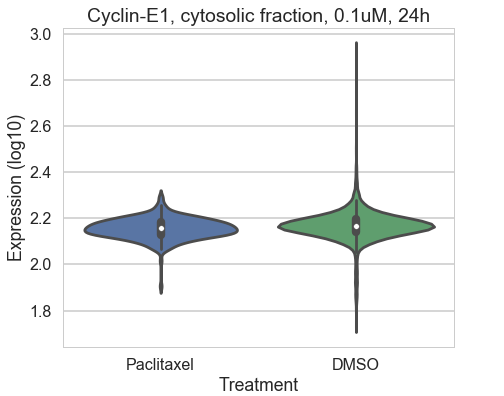 Cyclin-E1, cytosolic fraction, 0.1uM, 24h
3.0
2.8
2.6
2.4
2.2
2.0
1.8
Expression (log10)
Paclitaxel DMSO
Treatment